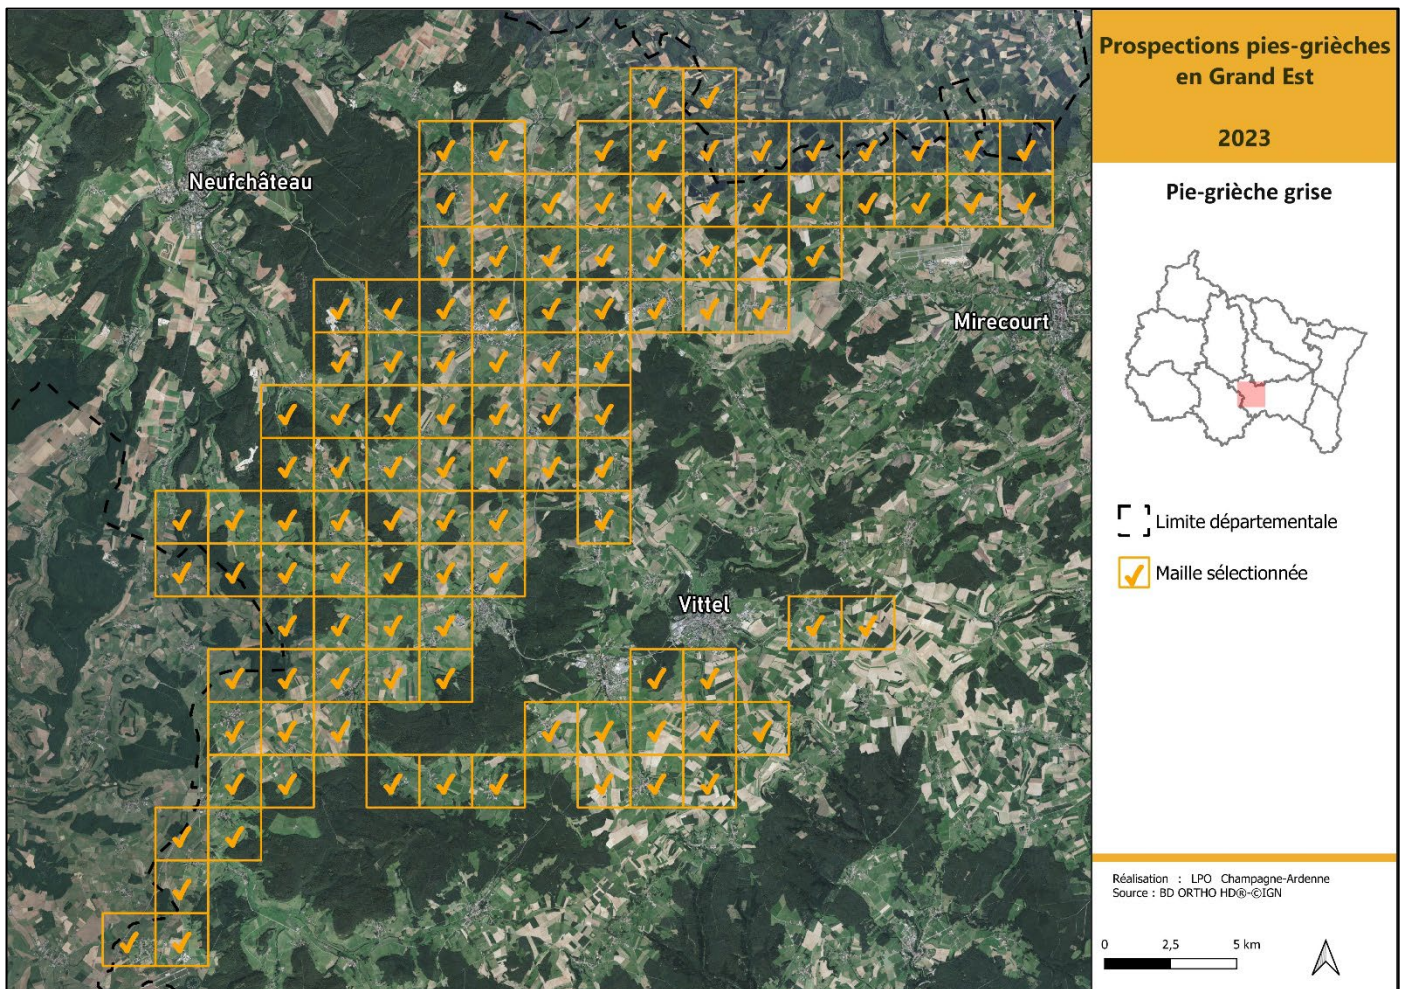 Prospections pies-grièches
en Grand Est
2023
Pie-grièche grise
Neufchâteau
Mirecourt
Vittel
Limite départementale
Maille sélectionnée
Réalisation : LPO Champagne-Ardenne
Source : BD ORTHO HD®-©IGN
0 2,5 5 km